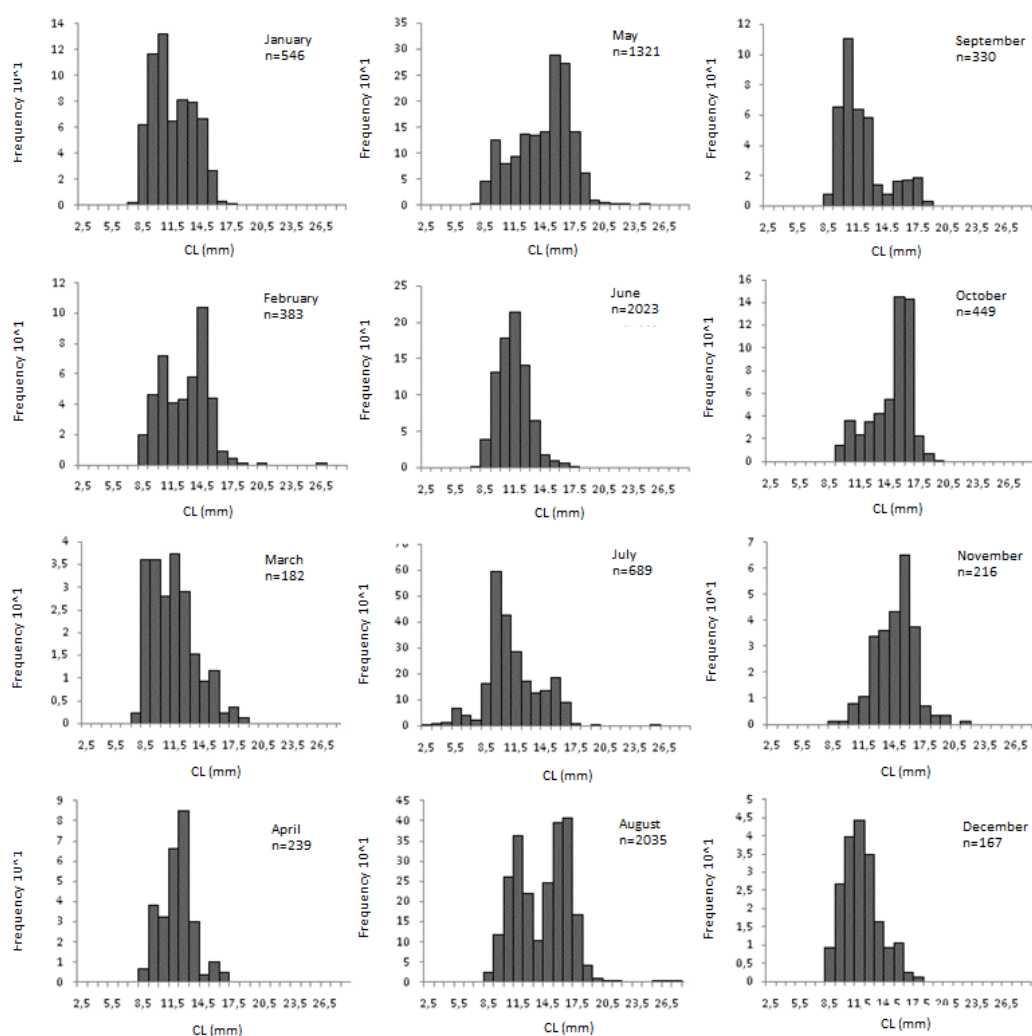 Frequency 10^1
14
12
10
8
6
4
2
0
January
n=546
2,5 5,5 8,5 11,5 14,5 17,5 20,5 23,5 26,5
CL (mm)
Frequency 10^1
35
30
25
20
15
10
5
0
May
n=1321
2,5 5,5 8,5 11,5 14,5 17,5 20,5 23,5 26,5
CL (mm)
Frequency 10^1
12
10
8
6
4
2
0
September
n=330
2,5 5,5 8,5 11,5 14,5 17,5 20,5 23,5 26,5
CL (mm)
Frequency 10^1
12
10
8
6
4
2
0
February
n=383
2,5 5,5 8,5 11,5 14,5 17,5 20,5 23,5 26,5
CL (mm)
Frequency 10^1
25
20
15
10
5
0
June
n=2023
2,5 5,5 8,5 11,5 14,5 17,5 20,5 23,5 26,5
CL (mm)
Frequency 10^1
16
14
12
10
8
6
4
2
0
October
n=449
2,5 5,5 8,5 11,5 14,5 17,5 20,5 23,5 26,5
CL (mm)
Frequency 10^1
4
3,5
3
2,5
2
1,5
1
0,5
0
March
n=182
2,5 5,5 8,5 11,5 14,5 17,5 20,5 23,5 26,5
CL (mm)
Frequency 10^1
70
60
50
40
30
20
10
0
July
n=689
2,5 5,5 8,5 11,5 14,5 17,5 20,5 23,5 26,5
CL (mm)
Frequency 10^1
7
6
5
4
3
2
1
0
November
n=216
2,5 5,5 8,5 11,5 14,5 17,5 20,5 23,5 26,5
CL (mm)
Frequency 10^1
9
8
7
6
5
4
3
2
1
0
April
n=239
2,5 5,5 8,5 11,5 14,5 17,5 20,5 23,5 26,5
CL (mm)
Frequency 10^1
45
40
35
30
25
20
15
10
5
0
August
n=2035
2,5 5,5 8,5 11,5 14,5 17,5 20,5 23,5 26,5
CL (mm)
Frequency 10^1
5
4,5
4
3,5
3
2,5
2
1,5
1
0,5
0
December
n=167
2,5 5,5 8,5 11,5 14,5 17,5 20,5 23,5 26,5
CL (mm)